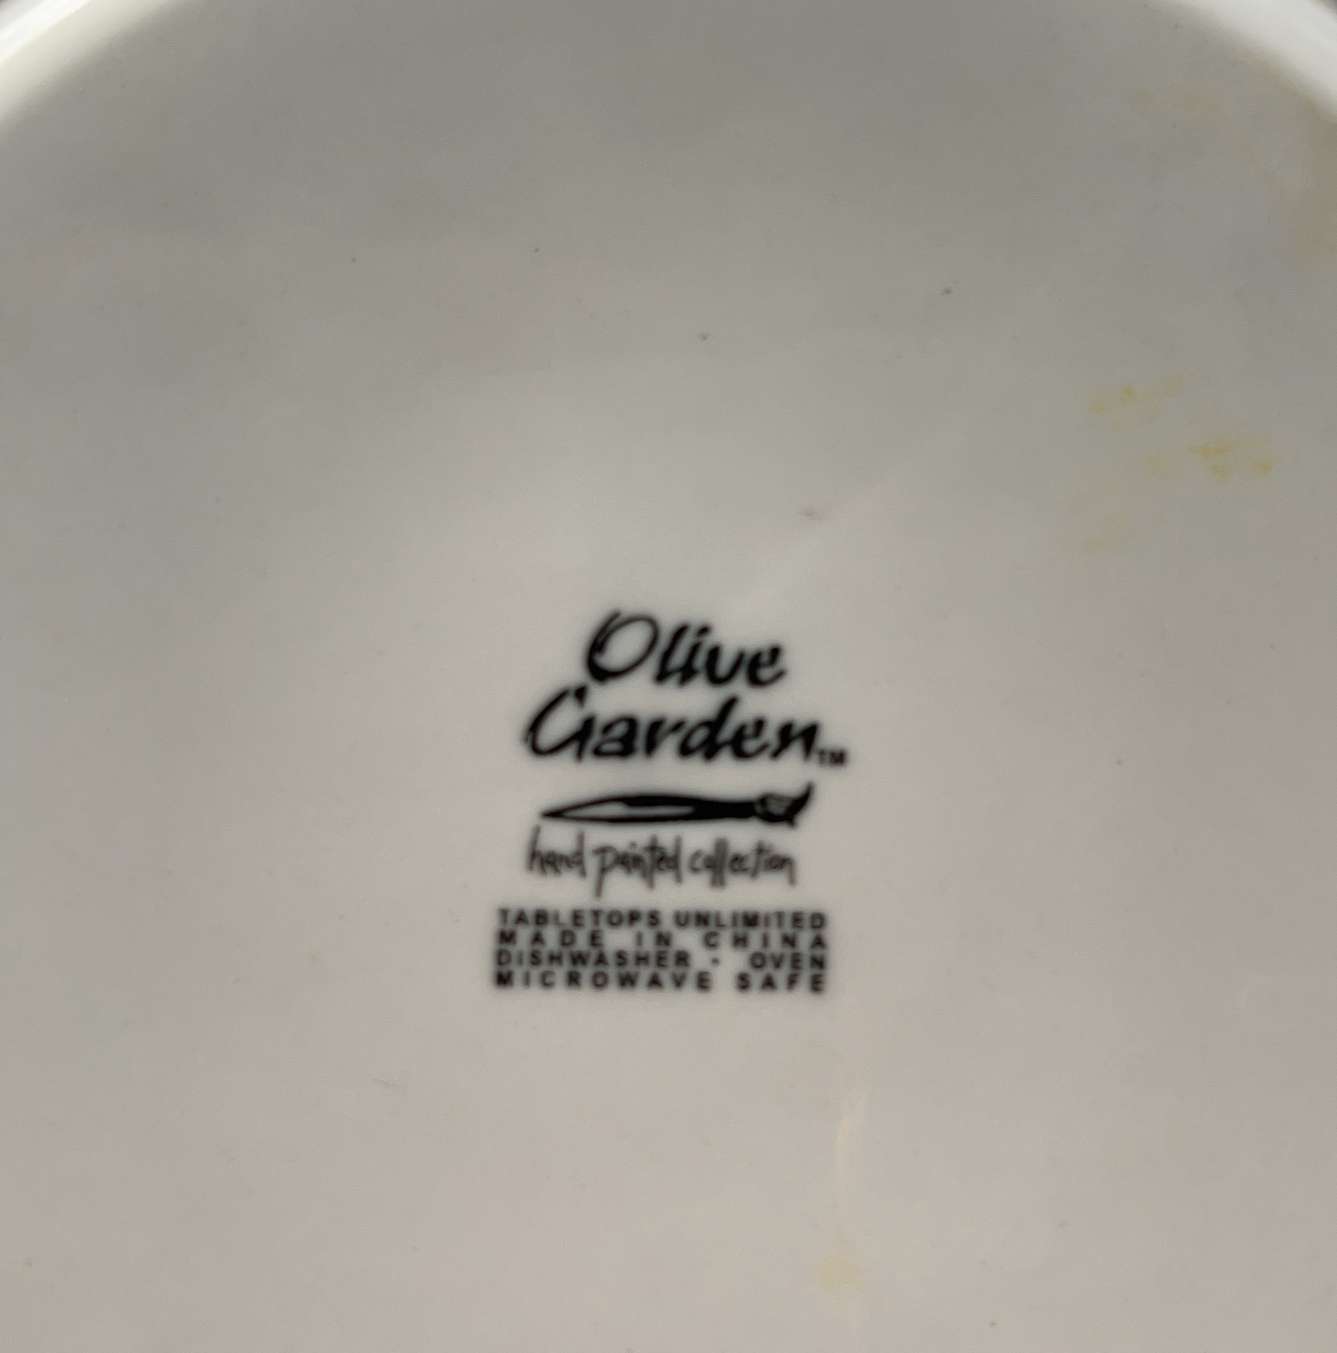 Olive
Garden™
hand painted collection
TABLETOPS UNLIMITED
MADE IN CHINA
DISHWASHER · OVEN
MICROWAVE SAFE